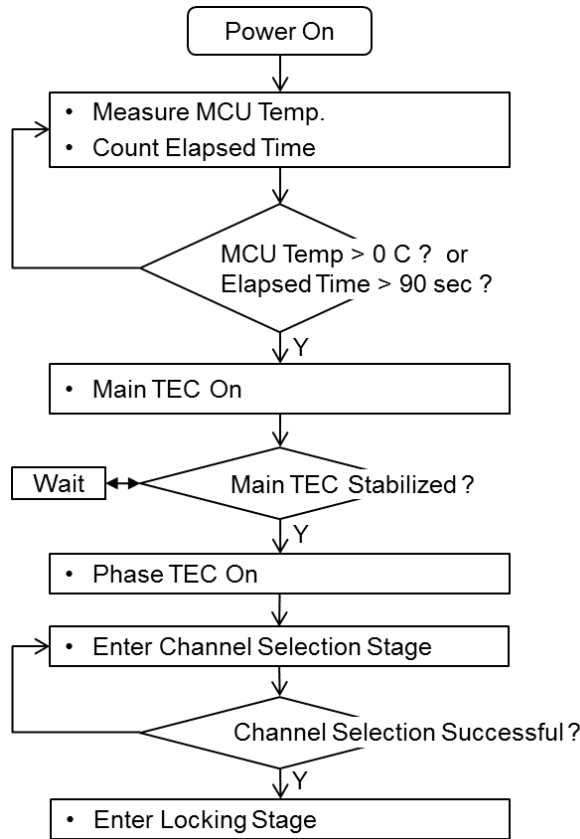 Power On
• Measure MCU Temp.
• Count Elapsed Time
MCU Temp > 0 C ? or
Elapsed Time > 90 sec ?
Y
• Main TEC On
Wait
Main TEC Stabilized ?
Y
• Phase TEC On
• Enter Channel Selection Stage
Channel Selection Successful ?
Y
• Enter Locking Stage